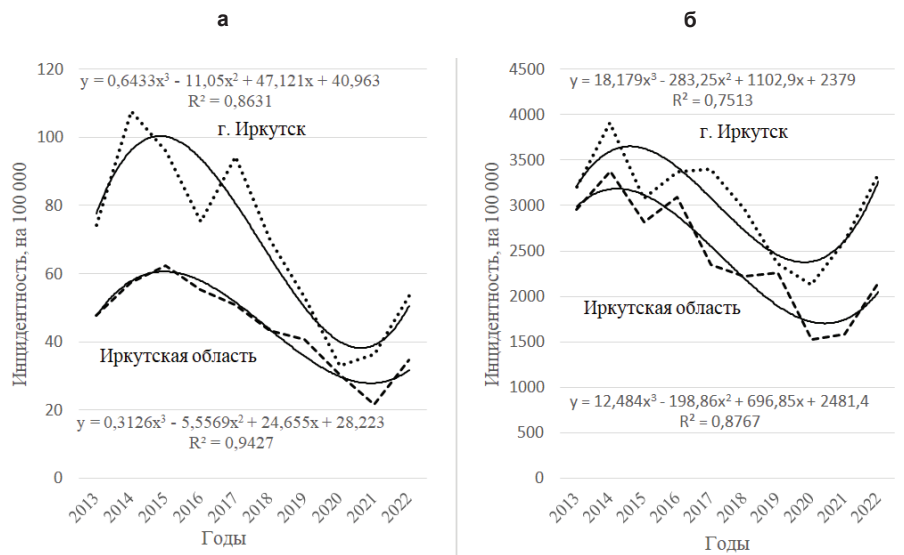 а
120
100
80
60
40
20
0
Инцидентность, на 100 000
y = 0,6433x³ - 11,05x² + 47,121x + 40,963
R² = 0,8631
г. Иркутск
Иркутская область
y = 0,3126x³ - 5,5569x² + 24,655x + 28,223
R² = 0,9427
2013 2014 2015 2016 2017 2018 2019 2020 2021 2022
Годы
б
4500
4000
3500
3000
2500
2000
1500
1000
500
0
Инцидентность, на 100 000
y = 18,179x³ - 283,25x² + 1102,9x + 2379
R² = 0,7513
г. Иркутск
Иркутская область
y = 12,484x³ - 198,86x² + 696,85x + 2481,4
R² = 0,8767
2013 2014 2015 2016 2017 2018 2019 2020 2021 2022
Годы